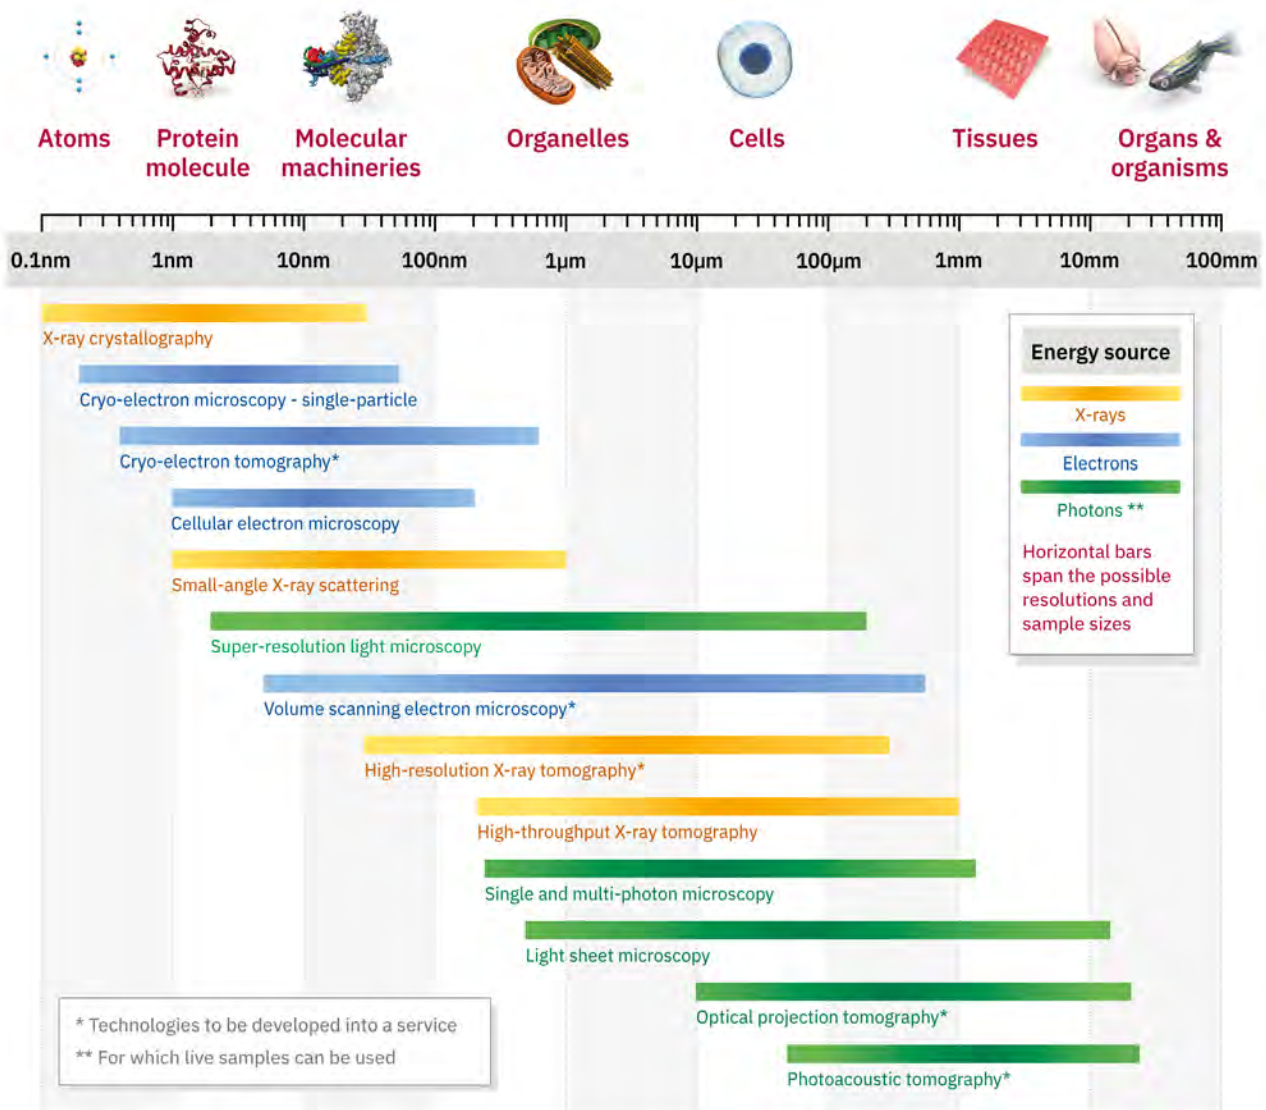 Atoms
Protein
molecule
Molecular
machineries
Organelles
Cells
Tissues
Organs &
organisms
0.1nm 1nm 10nm 100nm 1μm 10μm 100μm 1mm 10mm 100mm
X-ray crystallography
Cryo-electron microscopy - single-particle
Cryo-electron tomography*
Cellular electron microscopy
Small-angle X-ray scattering
Super-resolution light microscopy
Volume scanning electron microscopy*
High-resolution X-ray tomography*
High-throughput X-ray tomography
Single and multi-photon microscopy
Light sheet microscopy
Optical projection tomography*
Photoacoustic tomography*
Energy source
X-rays
Electrons
Photons **
Horizontal bars
span the possible
resolutions and
sample sizes
* Technologies to be developed into a service
** For which live samples can be used